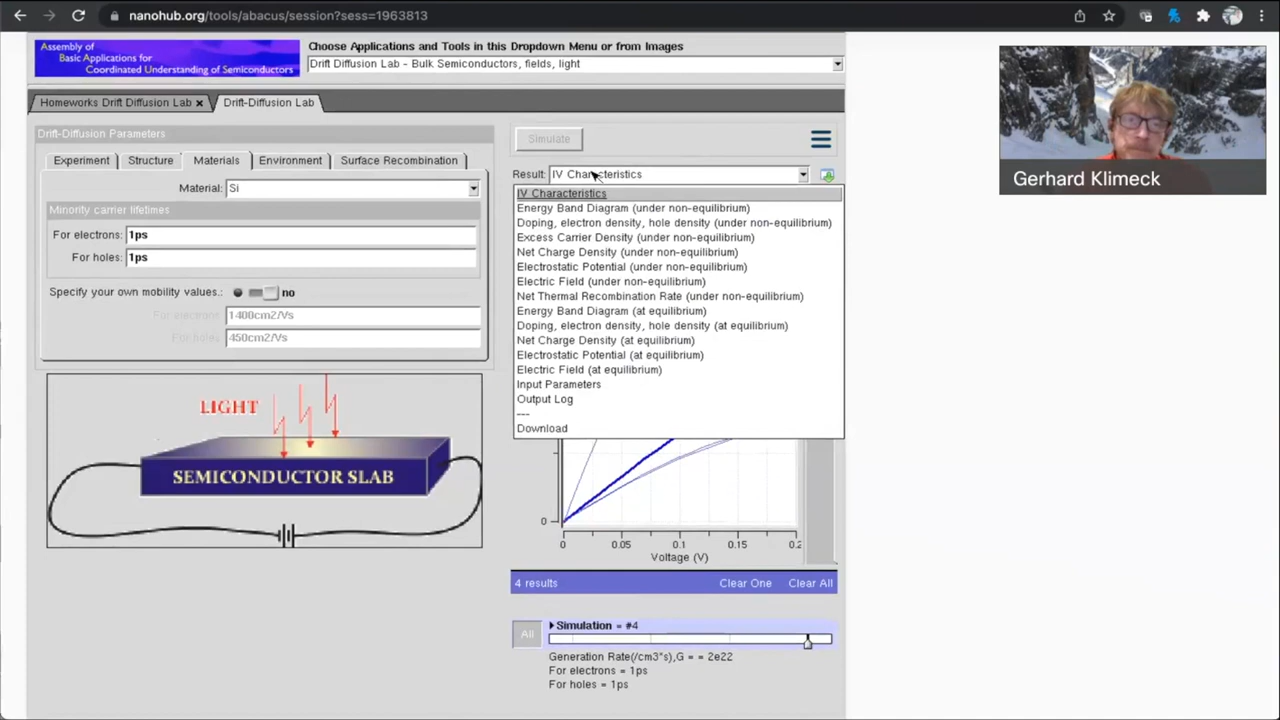 nanohub.org/tools/abacus/session?sess=1963813
Assembly of
Basic Applications for
Coordinated Understanding of Semiconductors
Choose Applications and Tools in this Dropdown Menu or from Images
Drift Diffusion Lab - Bulk Semiconductors, fields, light
Homeworks Drift Diffusion Lab ×
Drift-Diffusion Lab
Drift-Diffusion Parameters
Experiment
Structure
Materials
Environment
Surface Recombination
Material: Si
Minority carrier lifetimes
For electrons: 1ps
For holes: 1ps
Specify your own mobility values.: no
For electrons: 1400cm2/Vs
For holes: 450cm2/Vs
LIGHT
SEMICONDUCTOR SLAB
Simulate
Result: IV Characteristics
IV Characteristics
Energy Band Diagram (under non-equilibrium)
Doping, electron density, hole density (under non-equilibrium)
Excess Carrier Density (under non-equilibrium)
Net Charge Density (under non-equilibrium)
Electrostatic Potential (under non-equilibrium)
Electric Field (under non-equilibrium)
Net Thermal Recombination Rate (under non-equilibrium)
Energy Band Diagram (at equilibrium)
Doping, electron density, hole density (at equilibrium)
Net Charge Density (at equilibrium)
Electrostatic Potential (at equilibrium)
Electric Field (at equilibrium)
Input Parameters
Output Log
---
Download
0
0 0.05 0.1 0.15 0.2
Voltage (V)
4 results
Clear One
Clear All
All
Simulation = #4
Generation Rate(/cm3*s),G = = 2e22
For electrons = 1ps
For holes = 1ps
Gerhard Klimeck